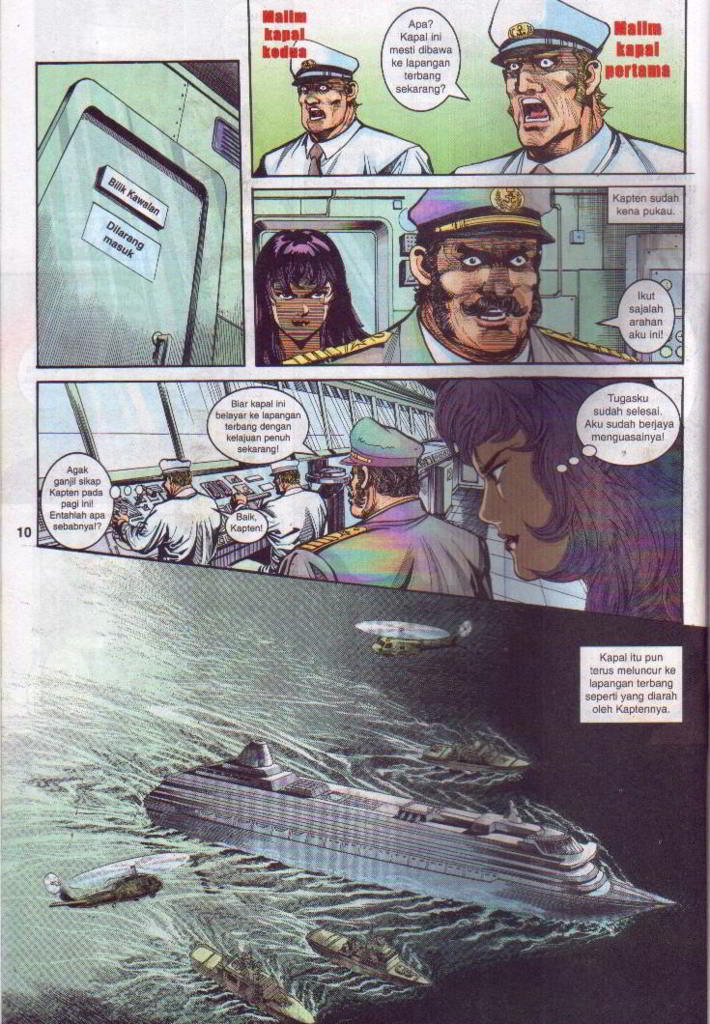 Bilik Kawalan
Dilarang
masuk
Malim
kapal
kedua
Apa?
Kapal ini
mesti dibawa
ke lapangan
terbang
sekarang?
Malim
kapal
pertama
Kapten sudah
kena pukau.
Ikut
sajalah
arahan
aku ini!
Agak
ganjil sikap
Kapten pada
pagi ini!
Entahlah apa
sebabnya!?
Biar kapal ini
belayar ke lapangan
terbang dengan
kelajuan penuh
sekarang!
Baik,
Kapten!
Tugasku
sudah selesai.
Aku sudah berjaya
menguasainya!
10
Kapal itu pun
terus meluncur ke
lapangan terbang
seperti yang diarah
oleh Kaptennya.